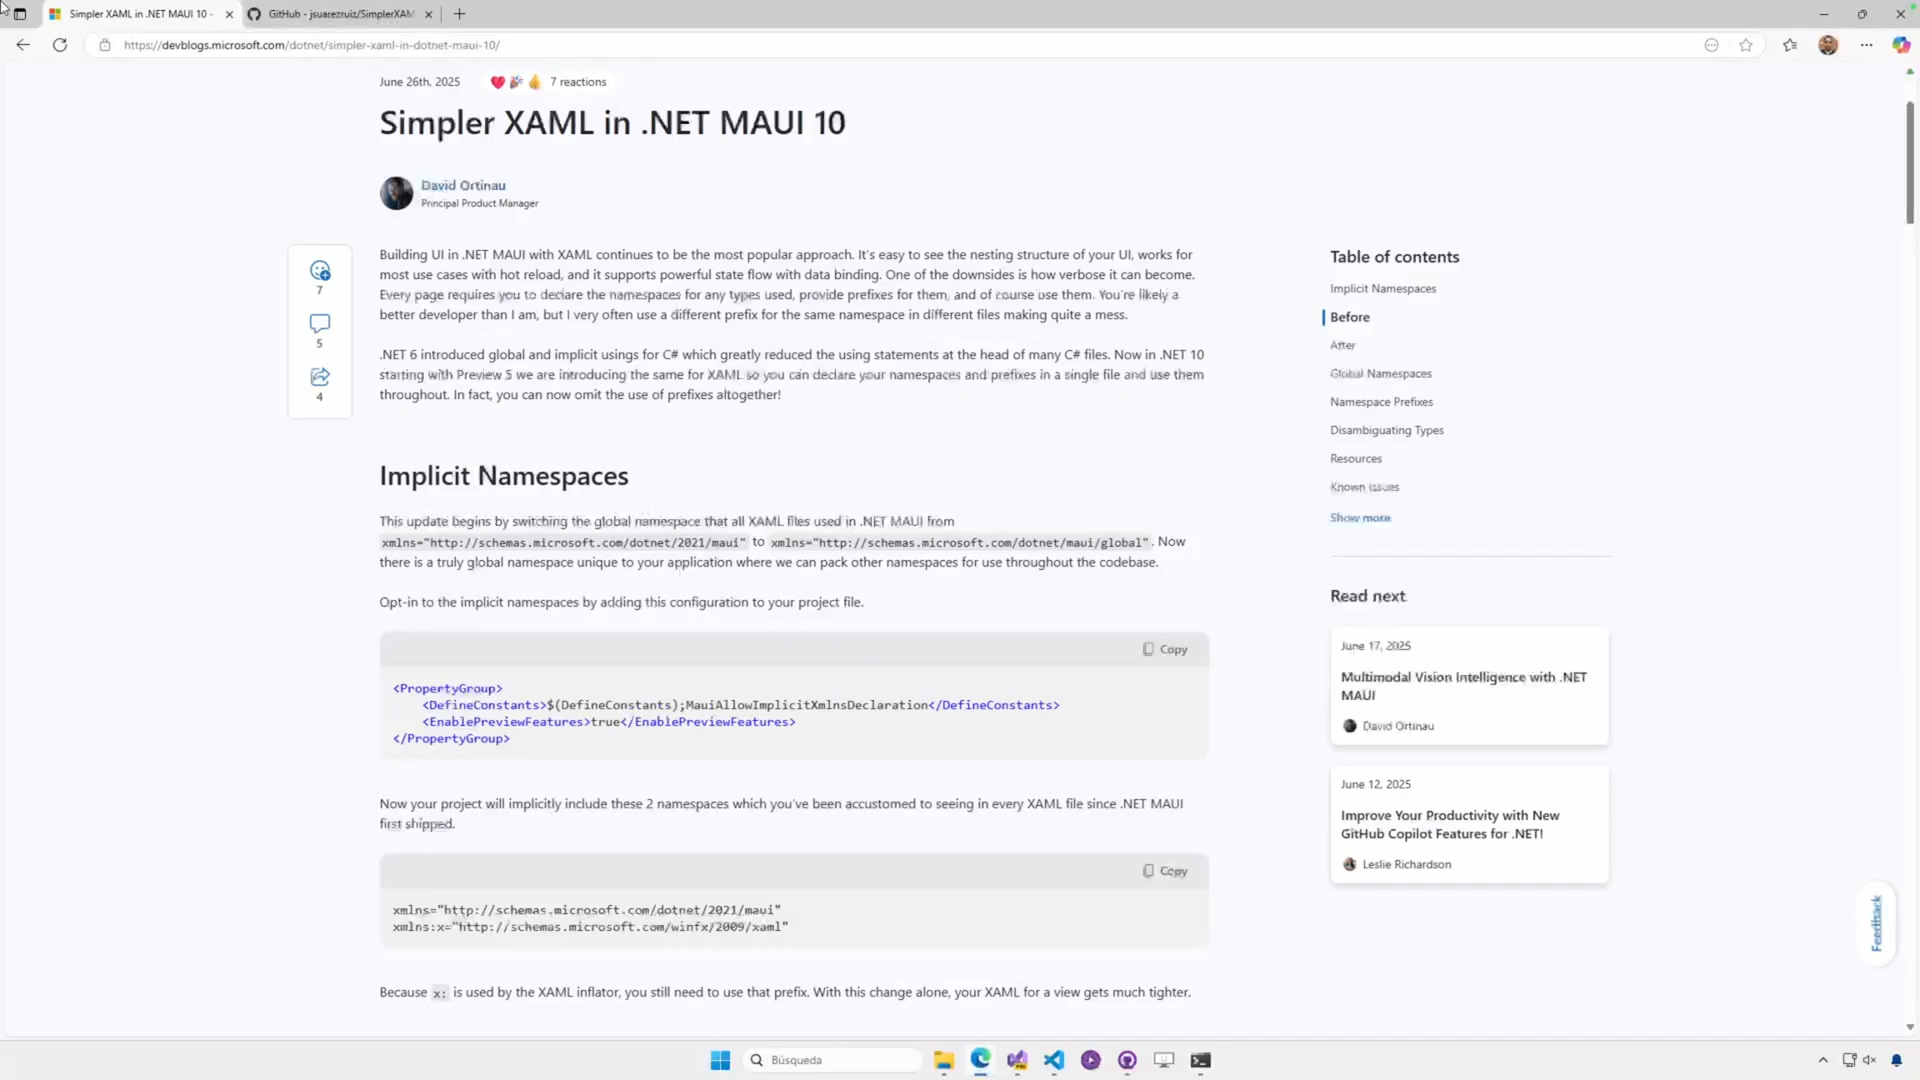 Simpler XAML in .NET MAUI 10 -
GitHub - jsuarezruiz/SimplerXAM
https://devblogs.microsoft.com/dotnet/simpler-xaml-in-dotnet-maui-10/
June 26th, 2025
7 reactions
Simpler XAML in .NET MAUI 10
David Ortinau
Principal Product Manager
7
5
4
Building UI in .NET MAUI with XAML continues to be the most popular approach. It's easy to see the nesting structure of your UI, works for
most use cases with hot reload, and it supports powerful state flow with data binding. One of the downsides is how verbose it can become.
Every page requires you to declare the namespaces for any types used, provide prefixes for them, and of course use them. You're likely a
better developer than I am, but I very often use a different prefix for the same namespace in different files making quite a mess.
.NET 6 introduced global and implicit usings for C# which greatly reduced the using statements at the head of many C# files. Now in .NET 10
starting with Preview 5 we are introducing the same for XAML so you can declare your namespaces and prefixes in a single file and use them
throughout. In fact, you can now omit the use of prefixes altogether!
Implicit Namespaces
This update begins by switching the global namespace that all XAML files used in .NET MAUI from
xmlns="http://schemas.microsoft.com/dotnet/2021/maui" to xmlns="http://schemas.microsoft.com/dotnet/maui/global". Now
there is a truly global namespace unique to your application where we can pack other namespaces for use throughout the codebase.
Opt-in to the implicit namespaces by adding this configuration to your project file.
Copy
<PropertyGroup>
<DefineConstants>$(DefineConstants);MauiAllowImplicitXmlnsDeclaration</DefineConstants>
<EnablePreviewFeatures>true</EnablePreviewFeatures>
</PropertyGroup>
Now your project will implicitly include these 2 namespaces which you've been accustomed to seeing in every XAML file since .NET MAUI
first shipped.
Copy
xmlns="http://schemas.microsoft.com/dotnet/2021/maui"
xmlns:x="http://schemas.microsoft.com/winfx/2009/xaml"
Because x: is used by the XAML inflator, you still need to use that prefix. With this change alone, your XAML for a view gets much tighter.
Table of contents
Implicit Namespaces
Before
After
Global Namespaces
Namespace Prefixes
Disambiguating Types
Resources
Known Issues
Show more
Read next
June 17, 2025
Multimodal Vision Intelligence with .NET
MAUI
David Ortinau
June 12, 2025
Improve Your Productivity with New
GitHub Copilot Features for .NET!
Leslie Richardson
Feedback
Búsqueda